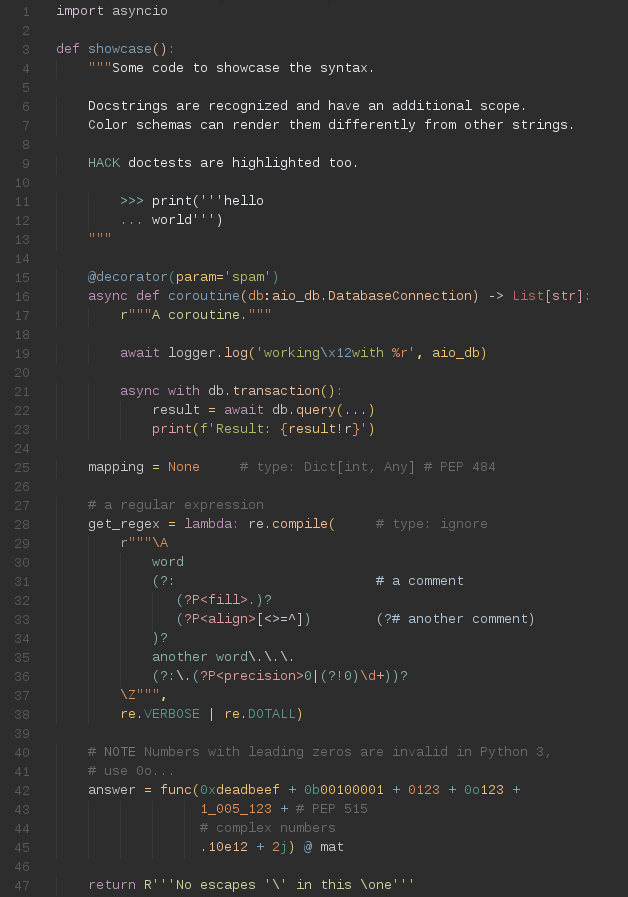 1 import asyncio
2
3 def showcase():
4     """Some code to showcase the syntax.
5
6     Docstrings are recognized and have an additional scope.
7     Color schemas can render them differently from other strings.
8
9     HACK doctests are highlighted too.
10
11         >>> print('''hello
12         ... world''')
13     """
14
15     @decorator(param='spam')
16     async def coroutine(db:aio_db.DatabaseConnection) -> List[str]:
17         r"""A coroutine."""
18
19         await logger.log('working\x12with %r', aio_db)
20
21         async with db.transaction():
22             result = await db.query(...)
23             print(f'Result: {result!r}')
24
25     mapping = None     # type: Dict[int, Any] # PEP 484
26
27     # a regular expression
28     get_regex = lambda: re.compile(     # type: ignore
29         r"""\A
30             word
31             (?:                         # a comment
32                (?P<fill>.)?
33                (?P<align>[<>=^])        (?# another comment)
34             )?
35             another word\.\.\.
36             (?:\.(?P<precision>0|(?!0)\d+))?
37         \Z""",
38         re.VERBOSE | re.DOTALL)
39
40     # NOTE Numbers with leading zeros are invalid in Python 3,
41     # use 0o...
42     answer = func(0xdeadbeef + 0b00100001 + 0123 + 0o123 +
43                   1_005_123 + # PEP 515
44                   # complex numbers
45                   .10e12 + 2j) @ mat
46
47     return R'''No escapes '\' in this \one'''